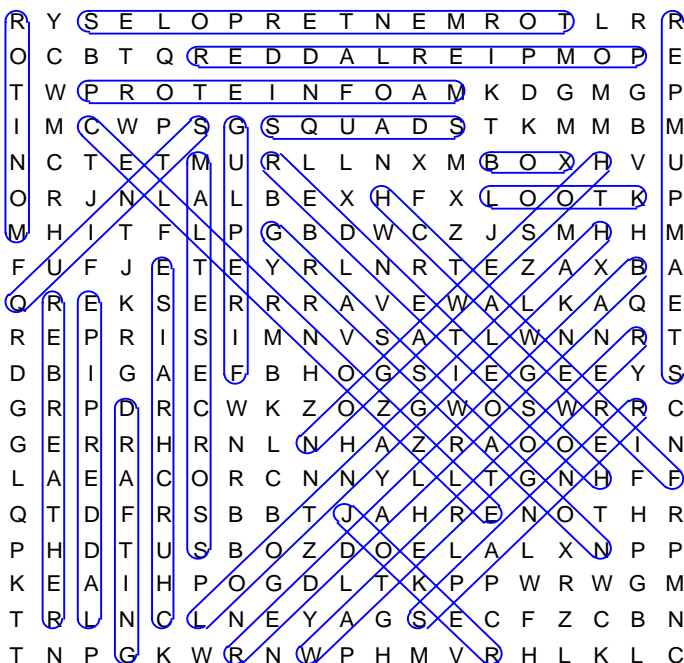 R Y S E L O P R E T N E M R O T L R R
O C B T Q R E D D A L R E I P M O P E
T W P R O T E I N F O A M K D G M G P
I M C W P S G S Q U A D S T K M M B M
N C T E T M U R L L N X M B O X H V U
O R J N L A L B E X H F X L O O T K P
M H I T F L P G B D W C Z J S M H H M
F U F J E T E Y R L N R T E Z A X B A
Q R E K S E R R R A V E W A L K A Q E
R E P R I S I M N V S A T L W N N R T
D B I G A E F B H O G S I E G E E Y S
G R P D R C W K Z O Z G W O S W R R C
G E R R H R N L N H A Z R A O O E I N
L A E A C O R C N N Y L L T G N H F F
Q T D F R S B B T J A H R E N O T H R
P H D T U S B O Z D O E L A L X N P P
K E A I H P O G D L T K P P W R W G M
T R L N C L N E Y A G S E C F Z C B N
T N P G K W R N W P H M V R H L K L C